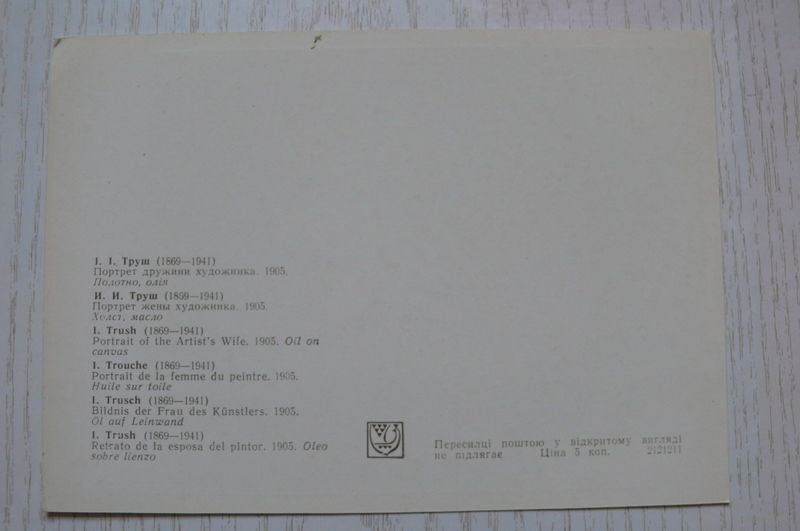 І. І. Труш (1869—1941)
Портрет дружини художника. 1905.
Полотно, олія
И. И. Труш (1869—1941)
Портрет жены художника. 1905.
Холст, масло
I. Trush (1869—1941)
Portrait of the Artist's Wife. 1905. Oil on
canvas
I. Trouche (1869—1941)
Portrait de la femme du peintre. 1905.
Huile sur toile
I. Trusch (1869—1941)
Bildnis der Frau des Künstlers. 1905.
Öl auf Leinwand
I. Trush (1869—1941)
Retrato de la esposa del pintor. 1905. Oleo
sobre lienzo
Пересилці поштою у відкритому вигляді
не підлягає Ціна 5 коп. 2121211